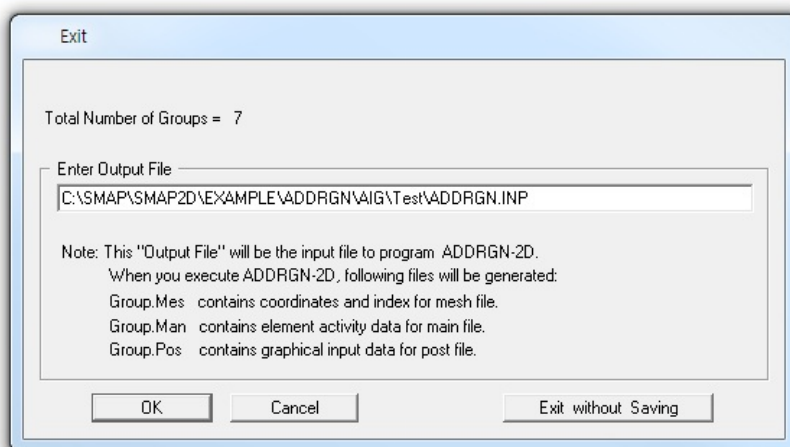 Exit
Total Number of Groups = 7
Enter Output File
C:\SMAP\SMAP2D\EXAMPLE\ADDRGN\AIG\Test\ADDRGN.INP
Note: This "Output File" will be the input file to program ADDRGN-2D.
When you execute ADDRGN-2D, following files will be generated:
Group.Mes contains coordinates and index for mesh file.
Group.Man contains element activity data for main file.
Group.Pos contains graphical input data for post file.
OK Cancel Exit without Saving